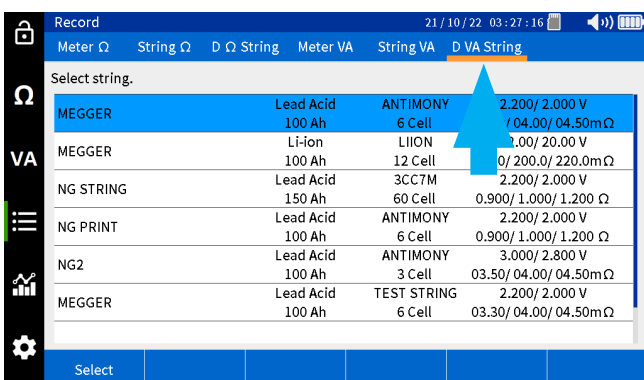 Record 21/10/22 03:27:16
Meter Ω String Ω D Ω String Meter VA String VA D VA String
Select string.
Ω
VA
MEGGER Lead Acid ANTIMONY 2.200/ 2.000 V
100 Ah 6 Cell 04.00/ 04.50mΩ
MEGGER Li-ion LIION 20.00 V
100 Ah 12 Cell 200.0/ 220.0mΩ
NG STRING Lead Acid 3CC7M 2.200/ 2.000 V
150 Ah 60 Cell 0.900/ 1.000/ 1.200 Ω
NG PRINT Lead Acid ANTIMONY 2.200/ 2.000 V
100 Ah 6 Cell 0.900/ 1.000/ 1.200 Ω
NG2 Lead Acid ANTIMONY 3.000/ 2.800 V
100 Ah 3 Cell 03.50/ 04.00/ 04.50mΩ
MEGGER Lead Acid TEST STRING 2.200/ 2.000 V
100 Ah 6 Cell 03.30/ 04.00/ 04.50mΩ
Select